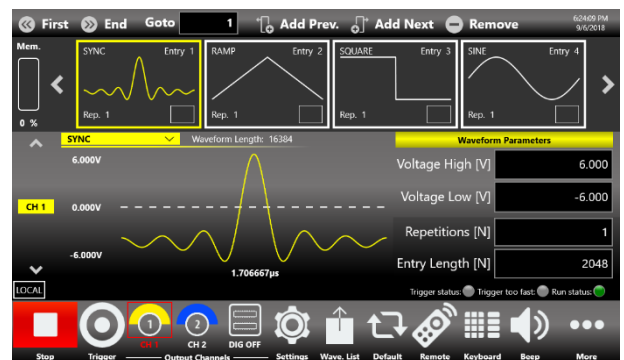 First End Goto 1 Add Prev. Add Next Remove 6:24:09 PM
9/6/2018
Mem.
0 %
SYNC Entry 1
Rep. 1
RAMP Entry 2
Rep. 1
SQUARE Entry 3
Rep. 1
SINE Entry 4
Rep. 1
SYNC Waveform Length: 16384
6.000V
CH 1 0.000V
-6.000V
1.706667µs
Waveform Parameters
Voltage High [V] 6.000
Voltage Low [V] -6.000
Repetitions [N] 1
Entry Length [N] 2048
LOCAL
Trigger status: Trigger too fast: Run status:
1 2
CH 1 CH 2 DIG OFF
Stop Trigger Output Channels Settings Wave. List Default Remote Keyboard Beep More